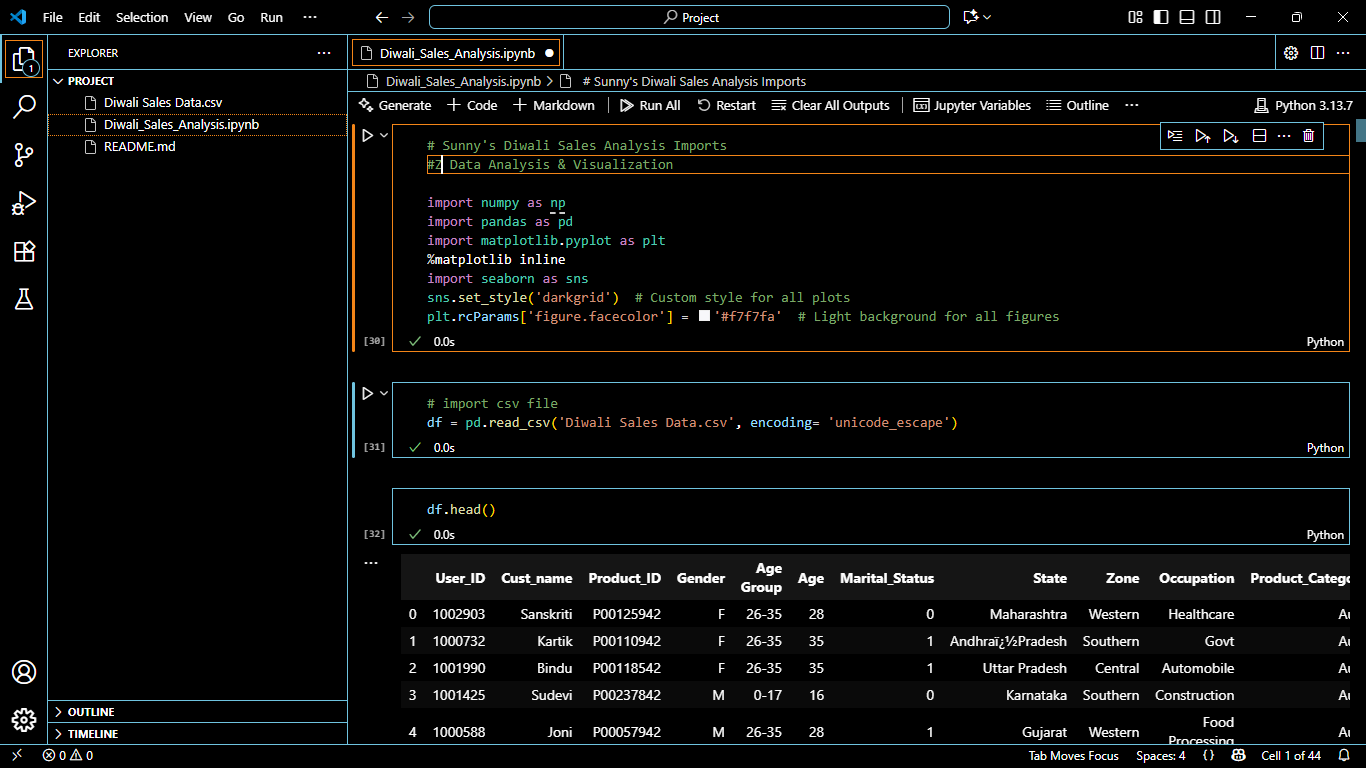 File Edit Selection View Go Run ··· Project
EXPLORER ···
PROJECT
Diwali Sales Data.csv
Diwali_Sales_Analysis.ipynb
README.md
OUTLINE
TIMELINE
1
Diwali_Sales_Analysis.ipynb
Diwali_Sales_Analysis.ipynb > # Sunny's Diwali Sales Analysis Imports
Generate + Code + Markdown Run All Restart Clear All Outputs Jupyter Variables Outline ··· Python 3.13.7
# Sunny's Diwali Sales Analysis Imports
#Z Data Analysis & Visualization
import numpy as np
import pandas as pd
import matplotlib.pyplot as plt
%matplotlib inline
import seaborn as sns
sns.set_style('darkgrid') # Custom style for all plots
plt.rcParams['figure.facecolor'] = '#f7f7fa' # Light background for all figures
[30] 0.0s Python
# import csv file
df = pd.read_csv('Diwali Sales Data.csv', encoding= 'unicode_escape')
[31] 0.0s Python
df.head()
[32] 0.0s Python
···
User_ID Cust_name Product_ID Gender Age Group Age Marital_Status State Zone Occupation Product_Catego
0 1002903 Sanskriti P00125942 F 26-35 28 0 Maharashtra Western Healthcare Au
1 1000732 Kartik P00110942 F 26-35 35 1 Andhraï¿½Pradesh Southern Govt Au
2 1001990 Bindu P00118542 F 26-35 35 1 Uttar Pradesh Central Automobile Au
3 1001425 Sudevi P00237842 M 0-17 16 0 Karnataka Southern Construction Au
4 1000588 Joni P00057942 M 26-35 28 1 Gujarat Western Food Processing Au
0 0 Tab Moves Focus Spaces: 4 {} Cell 1 of 44